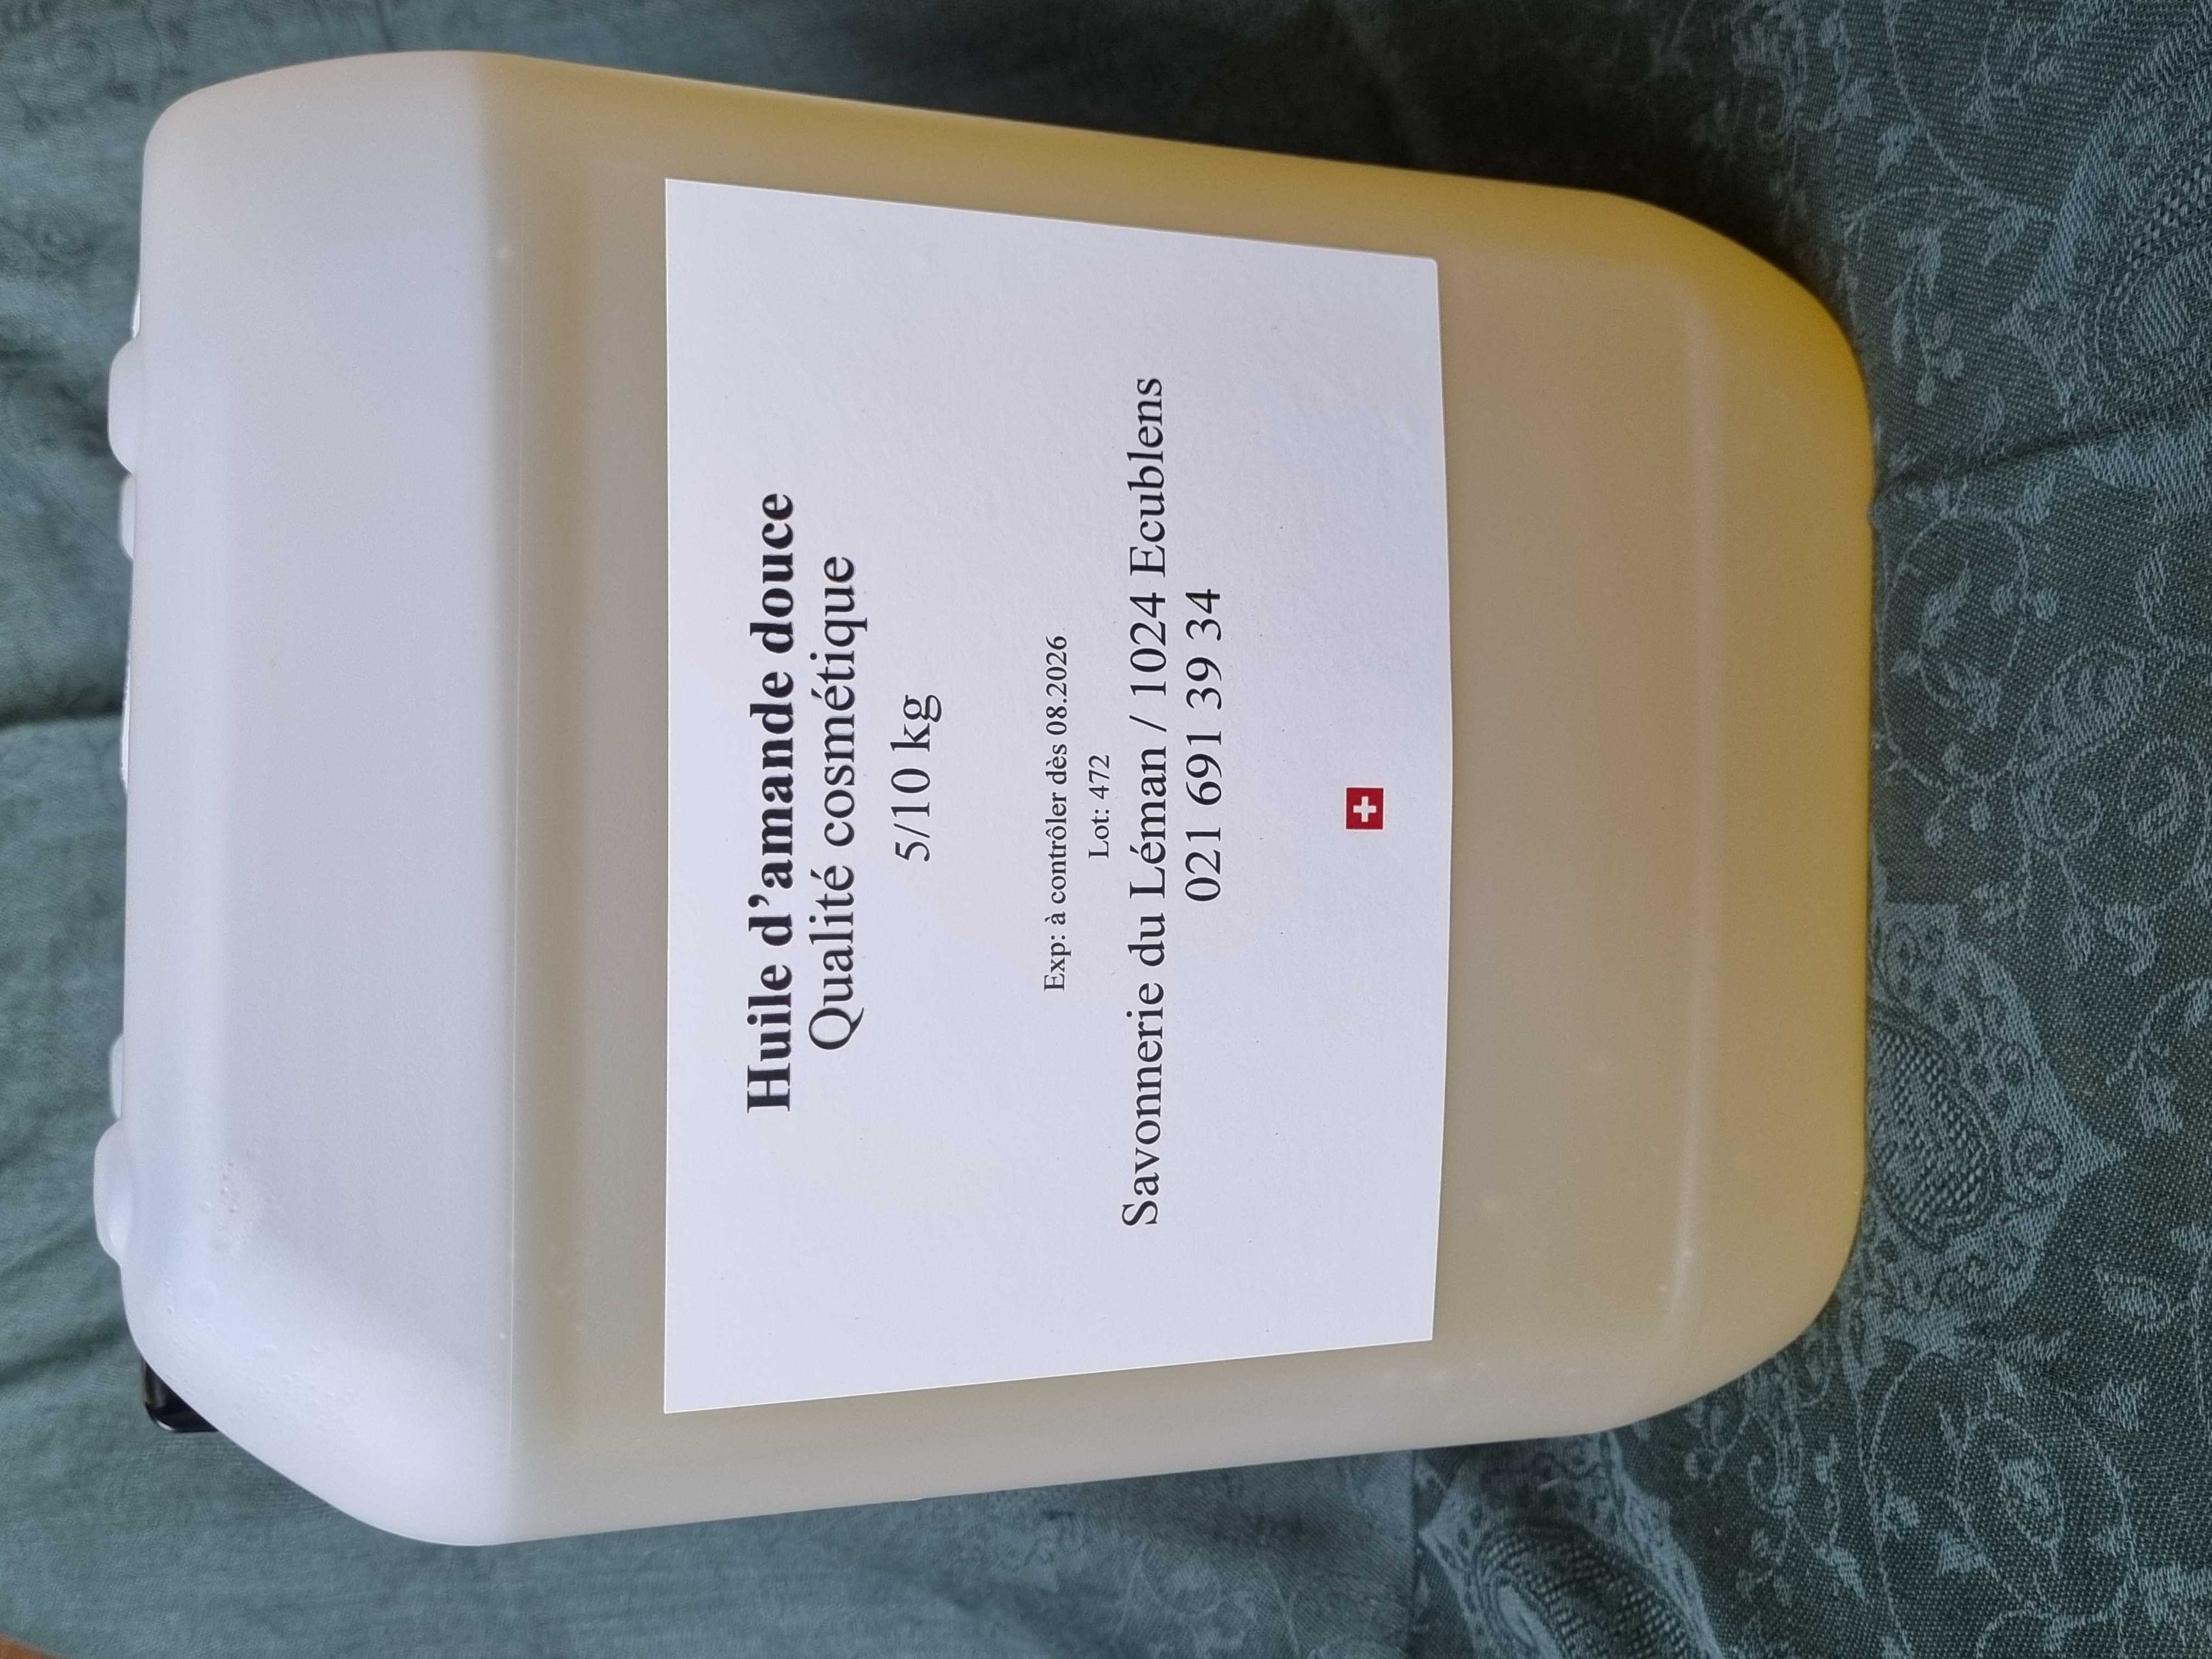 Huile d’amande douce
Qualité cosmétique
5/10 kg
Exp: à contrôler dès 08.2026
Lot: 472
Savonnerie du Léman / 1024 Ecublens
021 691 39 34